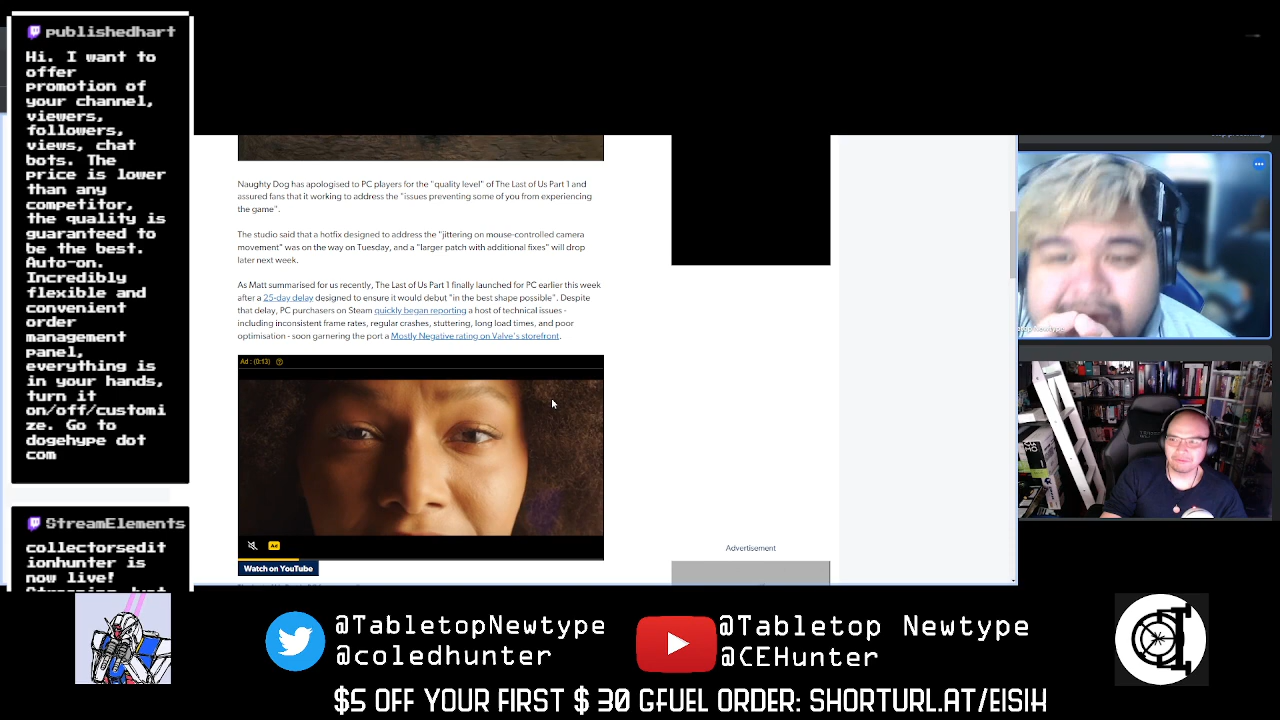 publishedhart
Hi. I want to
offer
promotion of
your channel,
viewers,
followers,
views, chat
bots. The
price is lower
than any
competitor,
the quality is
guaranteed to
be the best.
Auto-on.
Incredibly
flexible and
convenient
order
management
panel,
everything is
in your hands,
turn it
on/off/customi
ze. Go to
dogehype dot
com
StreamElements
collectorsedit
ionhunter is
now live!
Naughty Dog has apologised to PC players for the "quality level" of The Last of Us Part 1 and
assured fans that it working to address the "issues preventing some of you from experiencing
the game".
The studio said that a hotfix designed to address the "jittering on mouse-controlled camera
movement" was on the way on Tuesday, and a "larger patch with additional fixes" will drop
later next week.
As Matt summarised for us recently, The Last of Us Part 1 finally launched for PC earlier this week
after a 25-day delay designed to ensure it would debut "in the best shape possible". Despite
that delay, PC purchasers on Steam quickly began reporting a host of technical issues -
including inconsistent frame rates, regular crashes, stuttering, long load times, and poor
optimisation - soon garnering the port a Mostly Negative rating on Valve's storefront.
Ad : (0:13)
Ad
Watch on YouTube
Advertisement
Newtype
@TabletopNewtype
@coledhunter
@Tabletop Newtype
@CEHunter
$5 OFF YOUR FIRST $ 30 GFUEL ORDER: SHORTURL.AT/EISIH